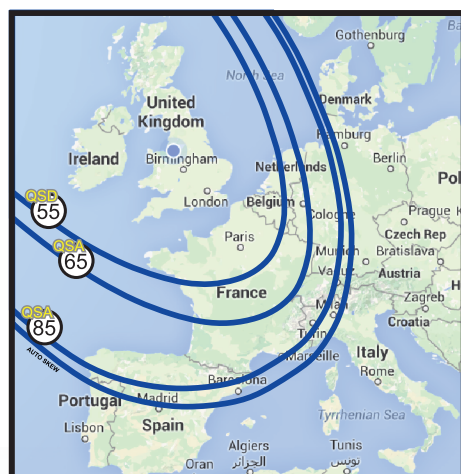 Gothenburg
North Sea
Denmark
United
Kingdom
Hamburg
Ireland
Birmingham
Berlin
Netherlands
Pol
London
Belgium
Cologne
Prague
K
QSD
55
Paris
Czech Rep
QSA
65
Munich
Bratislava
Vaduz
Austria
H
France
Zagreb
Milan
Croatia
QSA
85
Turin
AUTO SKEW
Marseille
Italy
Rome
Barcelona
Portugal
Madrid
Tyrrhenian Sea
Spain
Lisbon
Algiers
الجزائر
Tunis
تونس
Oran